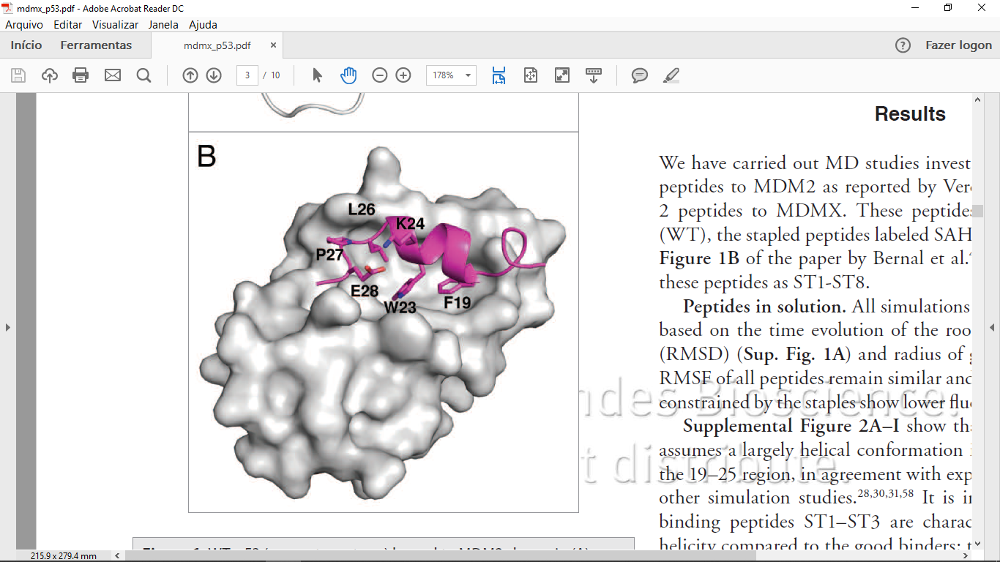 mdmx_p53.pdf - Adobe Acrobat Reader DC
Arquivo Editar Visualizar Janela Ajuda
Início Ferramentas mdmx_p53.pdf × ? Fazer logon
3 / 10 178%
B
L26
K24
P27
E28
W23
F19
Results
We have carried out MD studies invest
peptides to MDM2 as reported by Ver
2 peptides to MDMX. These peptide
(WT), the stapled peptides labeled SAH
Figure 1B of the paper by Bernal et al.
these peptides as ST1-ST8.
Peptides in solution. All simulations
based on the time evolution of the roo
(RMSD) (Sup. Fig. 1A) and radius of
RMSF of all peptides remain similar and
constrained by the staples show lower flu
Supplemental Figure 2A–I show tha
assumes a largely helical conformation i
the 19–25 region, in agreement with exp
other simulation studies.28,30,31,58 It is in
binding peptides ST1–ST3 are charac
helicity compared to the good binders; t
ndes Bioscience.
t distribute.
215.9 x 279.4 mm